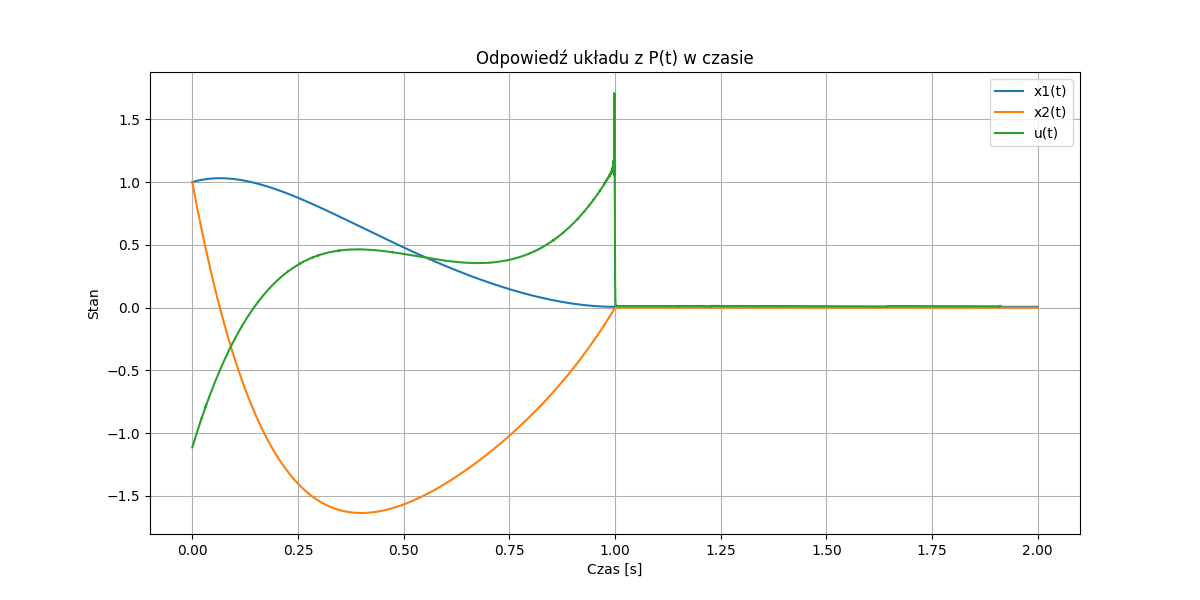 Odpowiedź układu z P(t) w czasie
x1(t)
x2(t)
u(t)
Stan
1.5
1.0
0.5
0.0
−0.5
−1.0
−1.5
0.00 0.25 0.50 0.75 1.00 1.25 1.50 1.75 2.00
Czas [s]